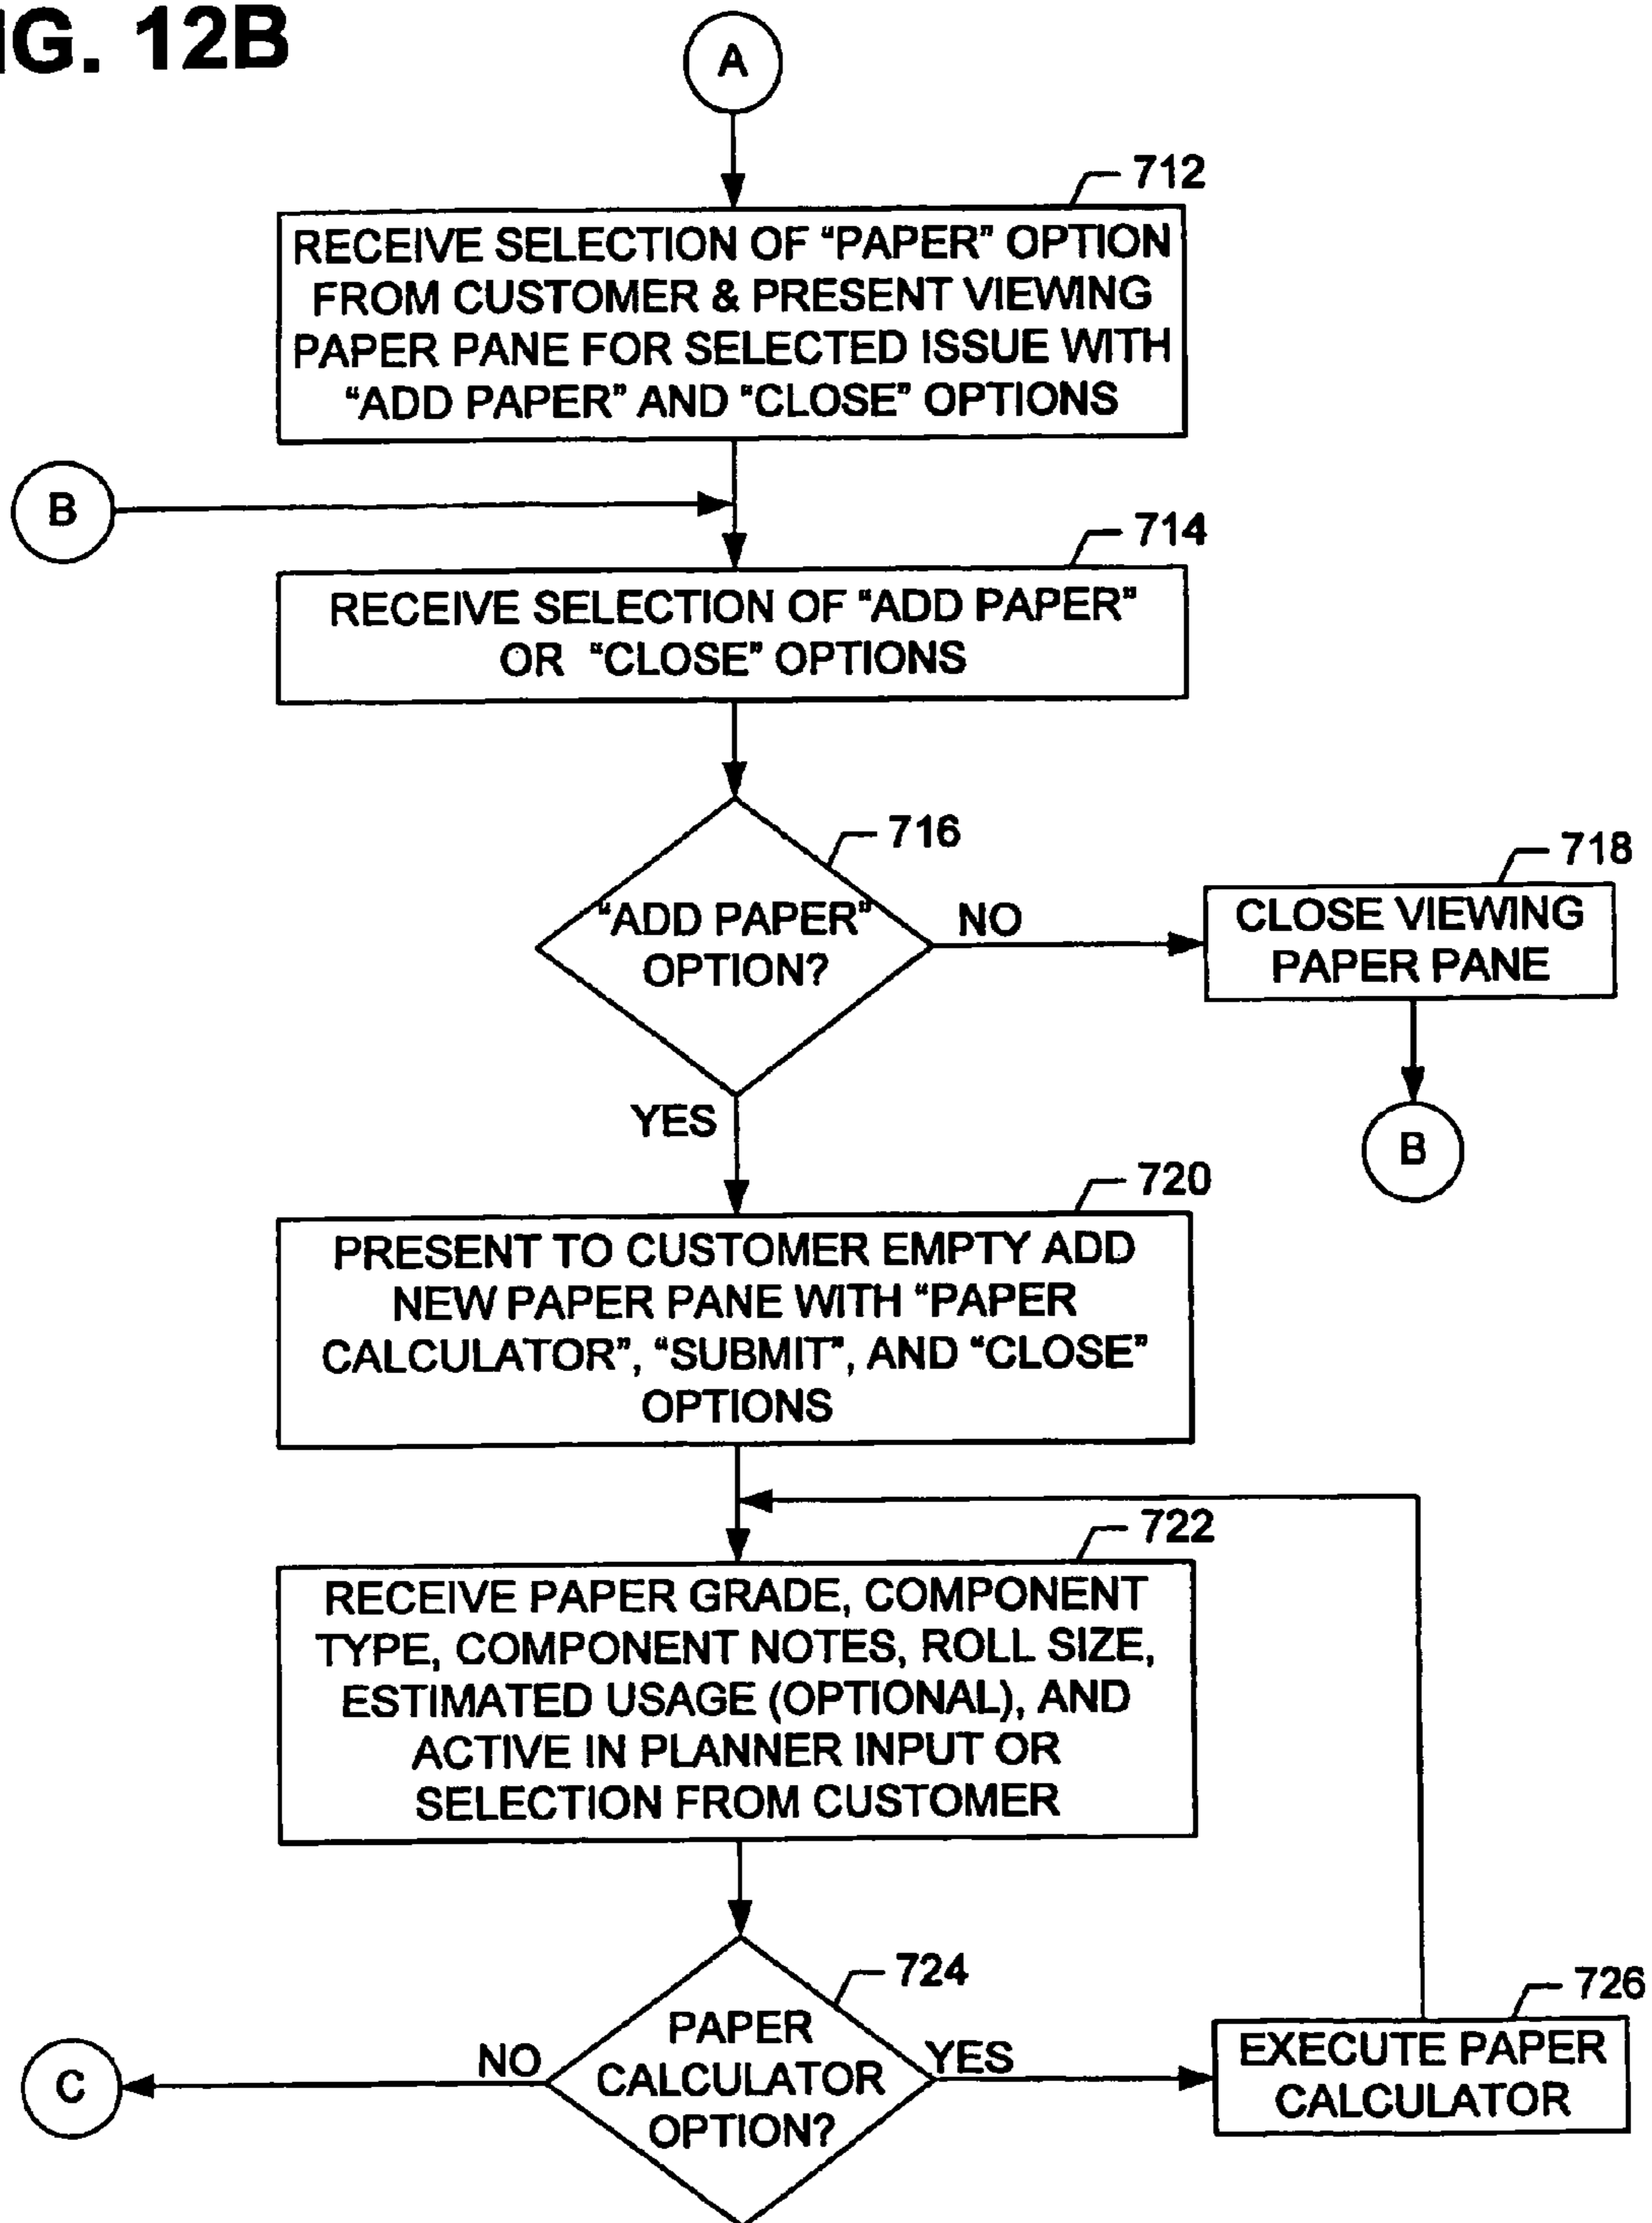 IG. 12B
A
712
RECEIVE SELECTION OF "PAPER" OPTION
FROM CUSTOMER & PRESENT VIEWING
PAPER PANE FOR SELECTED ISSUE WITH
"ADD PAPER" AND "CLOSE" OPTIONS
B
714
RECEIVE SELECTION OF "ADD PAPER"
OR "CLOSE" OPTIONS
716
"ADD PAPER"
OPTION?
NO
718
CLOSE VIEWING
PAPER PANE
B
YES
720
PRESENT TO CUSTOMER EMPTY ADD
NEW PAPER PANE WITH "PAPER
CALCULATOR", "SUBMIT", AND "CLOSE"
OPTIONS
722
RECEIVE PAPER GRADE, COMPONENT
TYPE, COMPONENT NOTES, ROLL SIZE,
ESTIMATED USAGE (OPTIONAL), AND
ACTIVE IN PLANNER INPUT OR
SELECTION FROM CUSTOMER
724
PAPER
CALCULATOR
OPTION?
NO
C
YES
726
EXECUTE PAPER
CALCULATOR